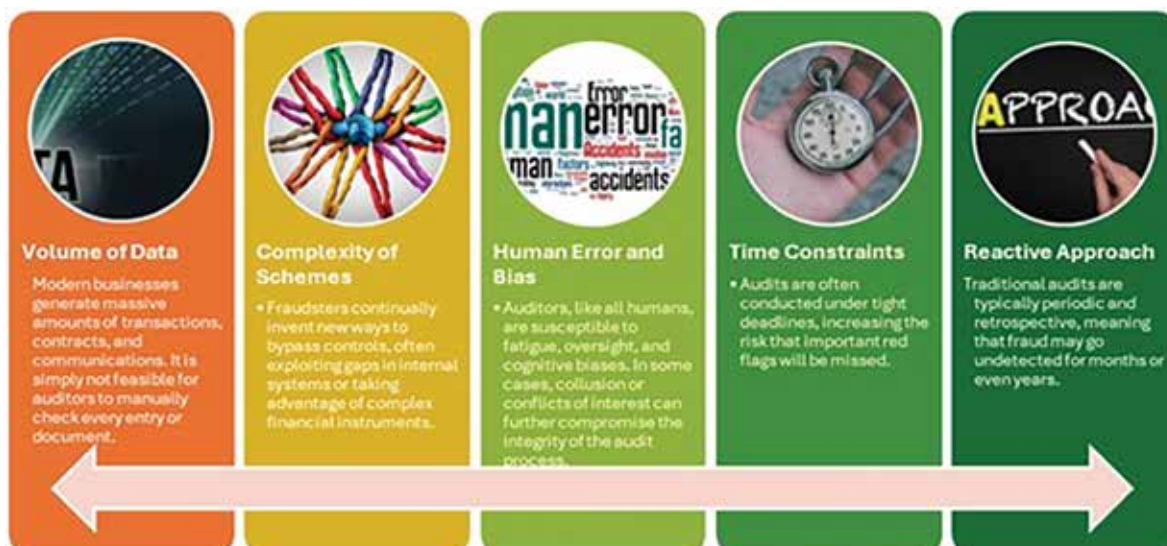 TA
Volume of Data
Modern businesses
generate massive
amounts of transactions,
contracts, and
communications. It is
simply not feasible for
auditors to manually
check every entry or
document.
Complexity of
Schemes
• Fraudsters continually
invent new ways to
bypass controls, often
exploiting gaps in internal
systems or taking
advantage of complex
financial instruments.
nan error
Error
fa
Accidents
man factors
accidents
Human Error and
Bias
• Auditors, like all humans,
are susceptible to
fatigue, oversight, and
cognitive biases. In some
cases, collusion or
conflicts of interest can
further compromise the
integrity of the audit
process.
Time Constraints
• Audits are often
conducted under tight
deadlines, increasing the
risk that important red
flags will be missed.
APPROAC
Reactive Approach
Traditional audits are
typically periodic and
retrospective, meaning
that fraud may go
undetected for months or
even years.